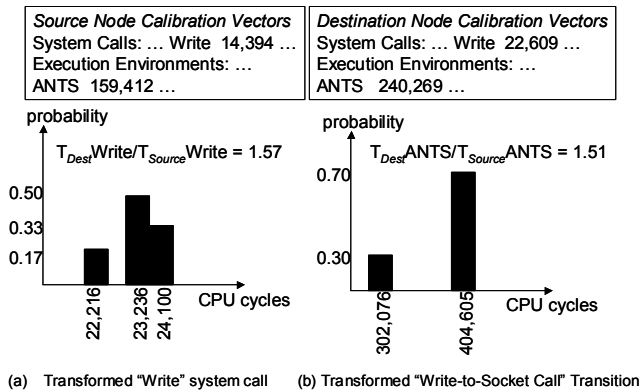 Source Node Calibration Vectors
System Calls: … Write 14,394 …
Execution Environments: …
ANTS 159,412 …
Destination Node Calibration Vectors
System Calls: … Write 22,609 …
Execution Environments: …
ANTS 240,269 …
probability
TDestWrite/TSourceWrite = 1.57
0.50
0.33
0.17
22,216
23,236
24,100
CPU cycles
(a) Transformed “Write” system call
probability
TDestANTS/TSourceANTS = 1.51
0.70
0.30
302,076
404,605
CPU cycles
(b) Transformed “Write-to-Socket Call” Transition